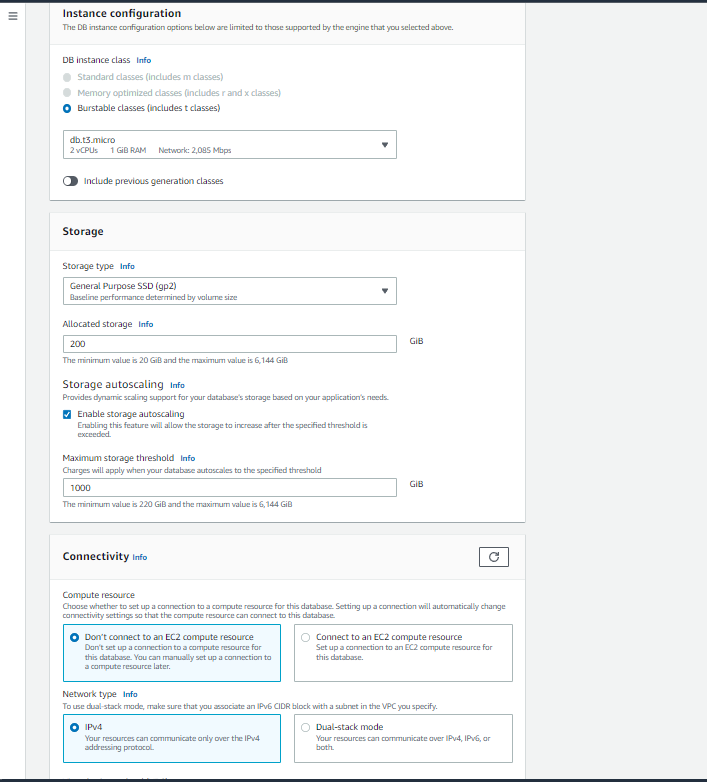 Instance configuration
The DB instance configuration options below are limited to those supported by the engine that you selected above.
DB instance class Info
Standard classes (includes m classes)
Memory optimized classes (includes r and x classes)
Burstable classes (includes t classes)
db.t3.micro
2 vCPUs 1 GiB RAM Network: 2,085 Mbps
Include previous generation classes
Storage
Storage type Info
General Purpose SSD (gp2)
Baseline performance determined by volume size
Allocated storage Info
200
GiB
The minimum value is 20 GiB and the maximum value is 6,144 GiB
Storage autoscaling Info
Provides dynamic scaling support for your database's storage based on your application's needs.
Enable storage autoscaling
Enabling this feature will allow the storage to increase after the specified threshold is
exceeded.
Maximum storage threshold Info
Charges will apply when your database autoscales to the specified threshold
1000
GiB
The minimum value is 220 GiB and the maximum value is 6,144 GiB
Connectivity Info
Compute resource
Choose whether to set up a connection to a compute resource for this database. Setting up a connection will automatically change
connectivity settings so that the compute resource can connect to this database.
Don't connect to an EC2 compute resource
Don't set up a connection to a compute resource for
this database. You can manually set up a connection to
a compute resource later.
Connect to an EC2 compute resource
Set up a connection to an EC2 compute resource for
this database.
Network type Info
To use dual-stack mode, make sure that you associate an IPv6 CIDR block with a subnet in the VPC you specify.
IPv4
Your resources can communicate only over the IPv4
addressing protocol.
Dual-stack mode
Your resources can communicate over IPv4, IPv6, or
both.